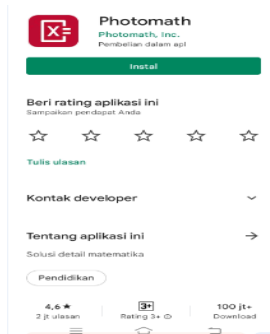 Photomath
Photomath, Inc.
Pembelian dalam apl
Instal
Beri rating aplikasi ini
Sampaikan pendapat Anda
Tulis ulasan
Kontak developer
Tentang aplikasi ini
Solusi detail matematika
Pendidikan
4,6 ★ 3+ 100 jt+
2 jt ulasan Rating 3+ Download